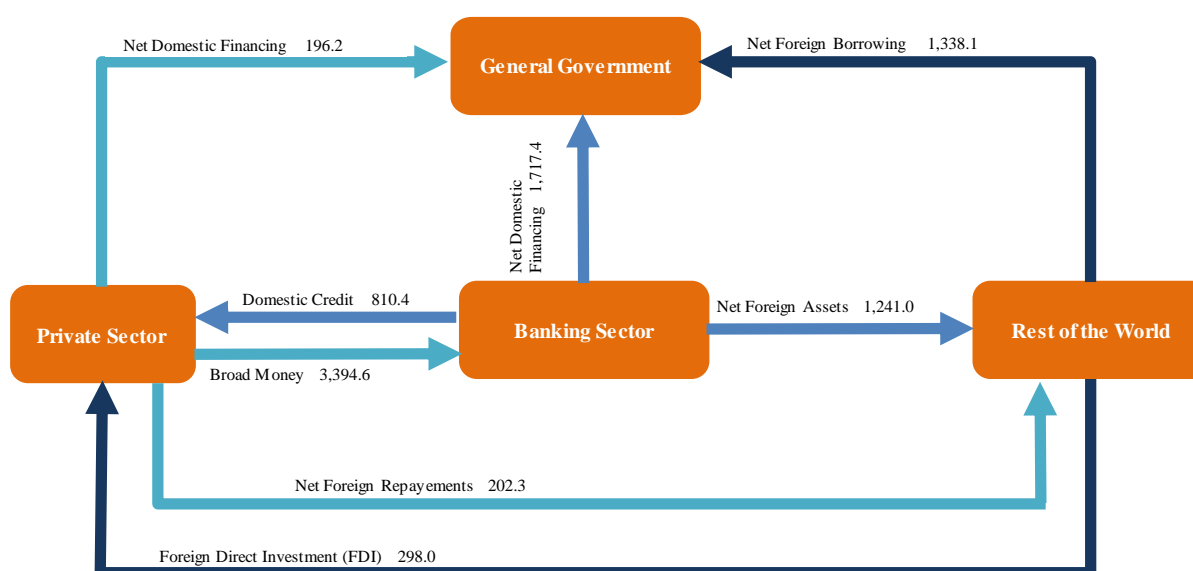 Net Domestic Financing 196.2
Net Foreign Borrowing 1,338.1
General Government
Net Domestic
Financing 1,717.4
Domestic Credit 810.4
Net Foreign Assets 1,241.0
Private Sector
Banking Sector
Rest of the World
Broad Money 3,394.6
Net Foreign Repayements 202.3
Foreign Direct Investment (FDI) 298.0